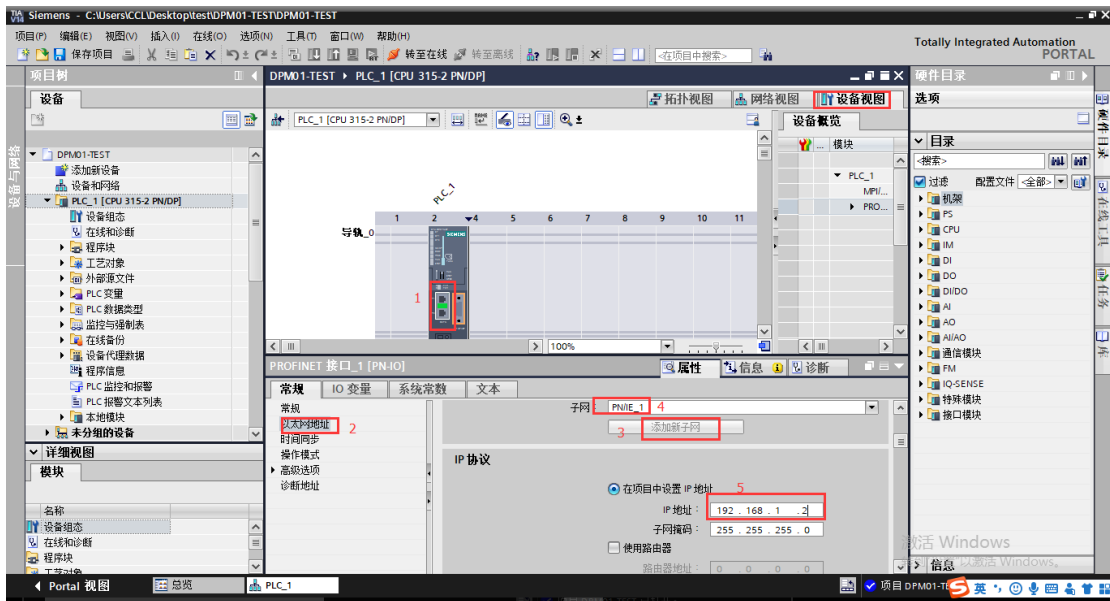 Siemens - C:\Users\CCL\Desktop\test\DPM01-TEST\DPM01-TEST
项目(P) 编辑(E) 视图(V) 插入(I) 在线(O) 选项(N) 工具(T) 窗口(W) 帮助(H)
Totally Integrated Automation
PORTAL
保存项目 转至在线 转至离线 <在项目中搜索>
项目树
设备
设备与网络
DPM01-TEST
添加新设备
设备和网络
PLC_1 [CPU 315-2 PN/DP]
设备组态
在线和诊断
程序块
工艺对象
外部源文件
PLC 变量
PLC 数据类型
监控与强制表
在线备份
设备代理数据
程序信息
PLC 监控和报警
PLC 报警文本列表
本地模块
未分组的设备
详细视图
模块
名称
设备组态
在线和诊断
程序块
DPM01-TEST ▸ PLC_1 [CPU 315-2 PN/DP]
拓扑视图 网络视图 设备视图
PLC_1 [CPU 315-2 PN/DP]
设备概览
... 模块
PLC_1
MPI/...
PRO...
PLC_1
1 2 4 5 6 7 8 9 10 11
导轨_0
SIEMENS
1
100%
PROFINET 接口_1 [PN-IO]
属性 信息 诊断
常规 IO 变量 系统常数 文本
常规
以太网地址 2
时间同步
操作模式
高级选项
诊断地址
子网: PN/IE_1 4
3 添加新子网
IP 协议
在项目中设置 IP 地址 5
IP 地址: 192 . 168 . 1 . 2
子网掩码: 255 . 255 . 255 . 0
使用路由器
路由器地址: 0 . 0 . 0 . 0
硬件目录
选项
目录
<搜索>
过滤 配置文件 <全部>
机架
PS
CPU
IM
DI
DO
DI/DO
AI
AO
AI/AO
通信模块
FM
IQ-SENSE
特殊模块
接口模块
信息
硬件目录
在线工具
任务
库
激活 Windows
以激活 Windows。
Portal 视图 总览 PLC_1
项目 DPM01-TE
英